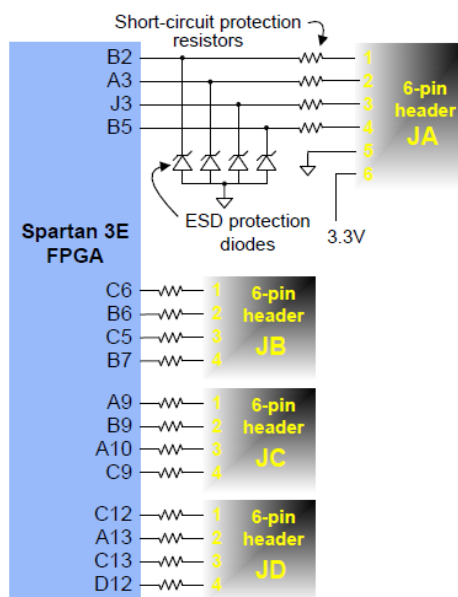 Short-circuit protection
resistors
B2
A3
J3
B5
1
2
3
4
5
6
6-pin
header
JA
3.3V
ESD protection
diodes
Spartan 3E
FPGA
C6
B6
C5
B7
1
2
3
4
6-pin
header
JB
A9
B9
A10
C9
1
2
3
4
6-pin
header
JC
C12
A13
C13
D12
1
2
3
4
6-pin
header
JD